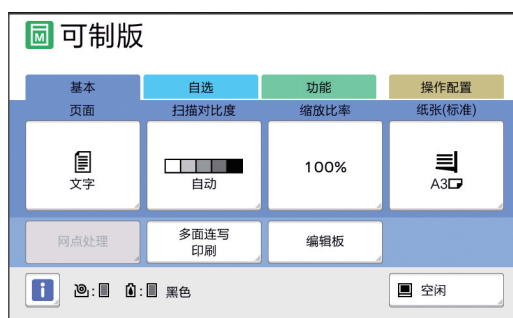 可制版
基本 自选 功能 操作配置
页面 扫描对比度 缩放比率 纸张(标准)
文字 自动 100% A3
网点处理 多面连写 编辑板
印刷
: : 黑色 空闲